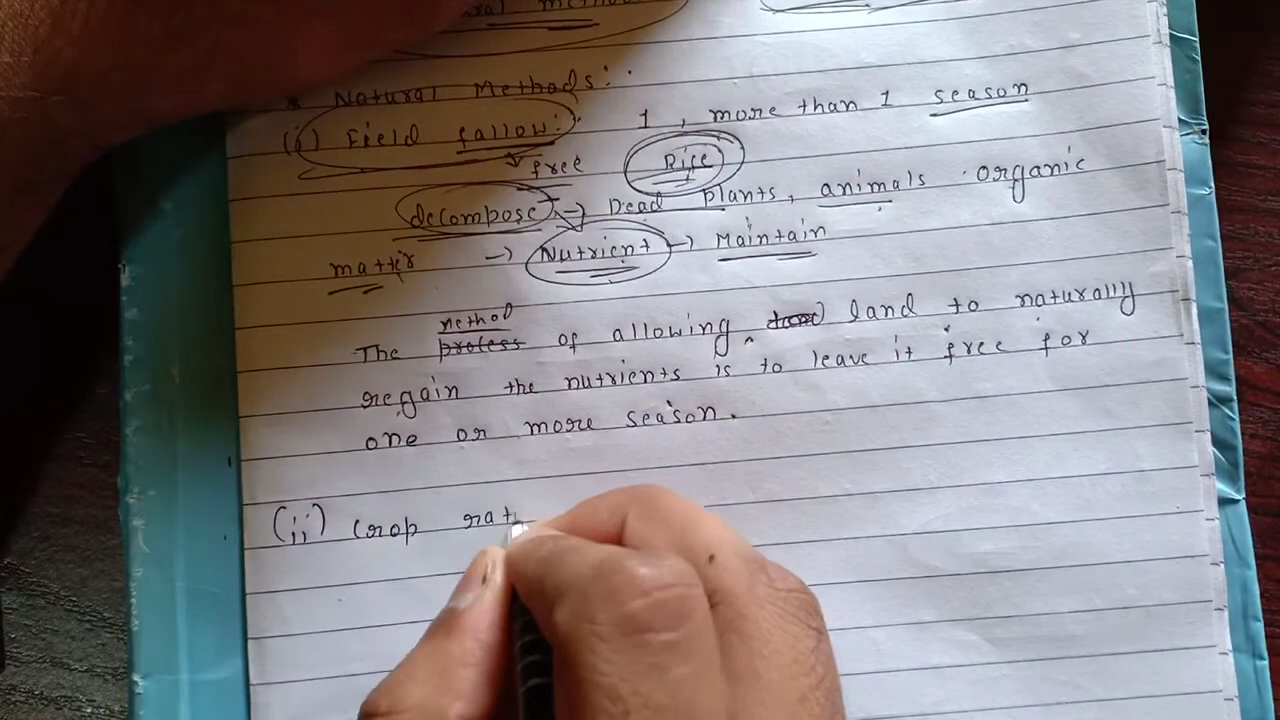 Natural Methods:
(i) Field fallow: 1, more than 1 season
free Rice
decompose → Dead plants, animals organic
matter → Nutrient → Maintain
method
The process of allowing land to naturally
regain the nutrients is to leave it free for
one or more season.
(ii) Crop rat